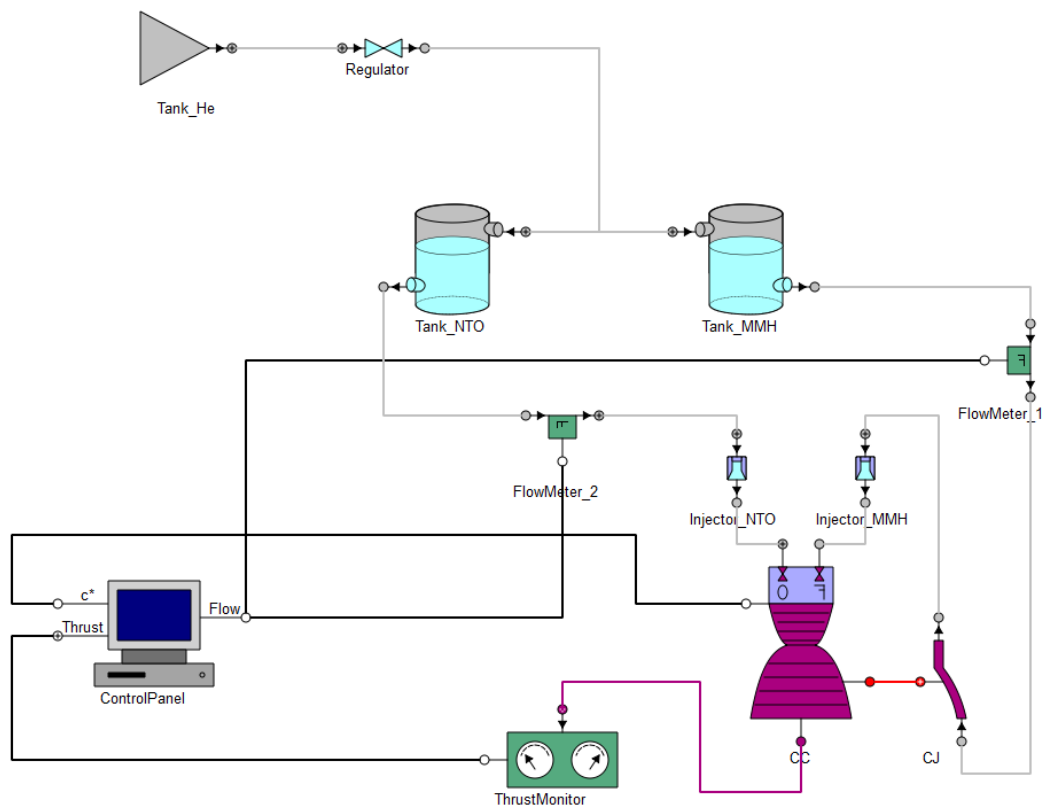 Regulator
Tank_He
Tank_NTO
Tank_MMH
F
FlowMeter_1
F
FlowMeter_2
Injector_NTO
Injector_MMH
O
F
c*
Flow
Thrust
ControlPanel
CC
CJ
ThrustMonitor